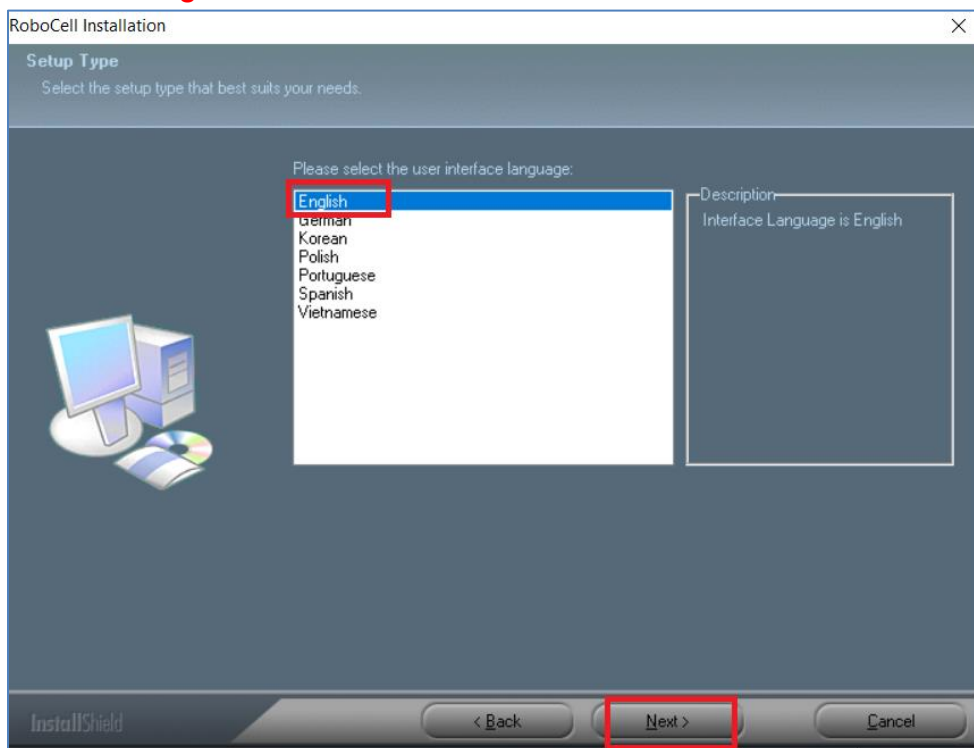 RoboCell Installation
Setup Type
Select the setup type that best suits your needs.
Please select the user interface language:
English
German
Korean
Polish
Portuguese
Spanish
Vietnamese
Description
Interface Language is English
InstallShield
< Back
Next >
Cancel